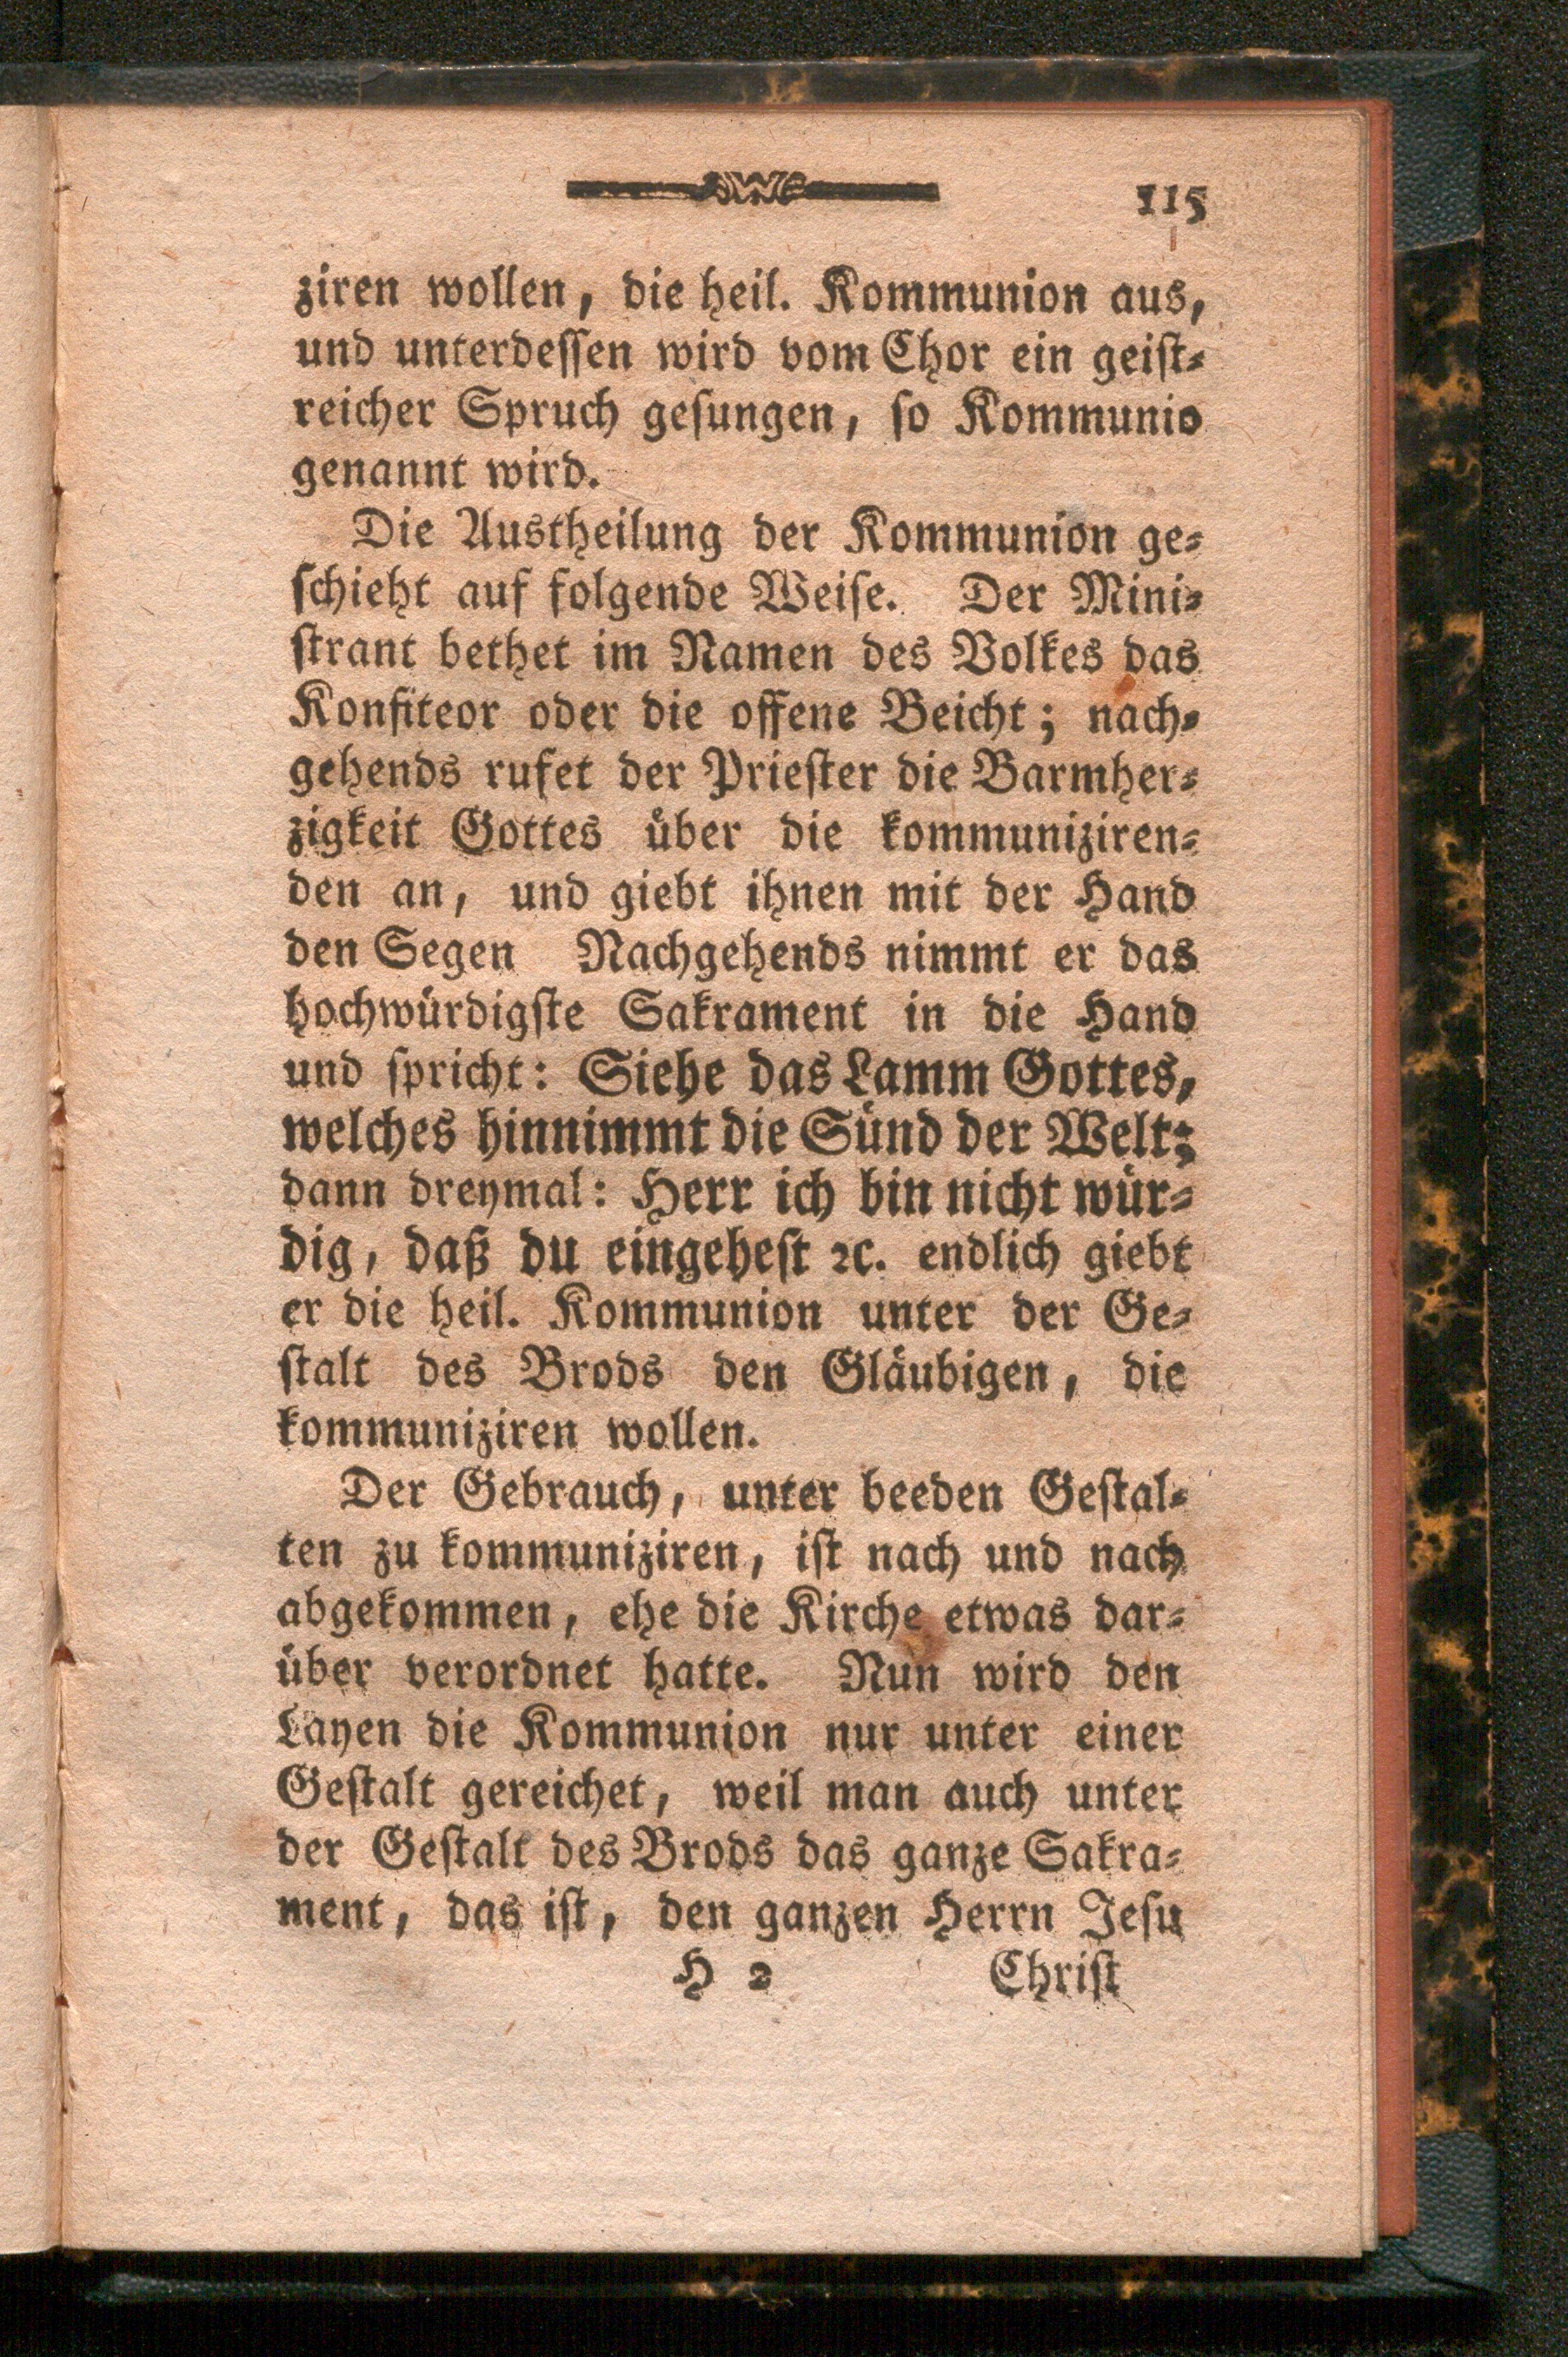 115
ziren wollen, die heil. Kommunion aus,
und unterdessen wird vom Chor ein geist⸗
reicher Spruch gesungen, so Kommunio
genannt wird.
Die Austheilung der Kommunion ge⸗
schieht auf folgende Weise. Der Mini⸗
strant bethet im Namen des Volkes das
Konfiteor oder die offene Beicht; nach⸗
gehends rufet der Priester die Barmher⸗
zigkeit Gottes über die kommuniziren⸗
den an, und giebt ihnen mit der Hand
den Segen Nachgehends nimmt er das
hochwürdigste Sakrament in die Hand
und spricht: Siehe das Lamm Gottes,
welches hinnimmt die Sünd der Welt;
dann dreymal: Herr ich bin nicht wür⸗
dig, daß du eingehest ꝛc. endlich giebt
er die heil. Kommunion unter der Ge⸗
stalt des Brods den Gläubigen, die
kommuniziren wollen.
Der Gebrauch, unter beeden Gestal⸗
ten zu kommuniziren, ist nach und nach
abgekommen, ehe die Kirche etwas dar⸗
über verordnet hatte. Nun wird den
Layen die Kommunion nur unter einer
Gestalt gereichet, weil man auch unter
der Gestalt des Brods das ganze Sakra⸗
ment, das ist, den ganzen Herrn Jesu
H 2 Christ